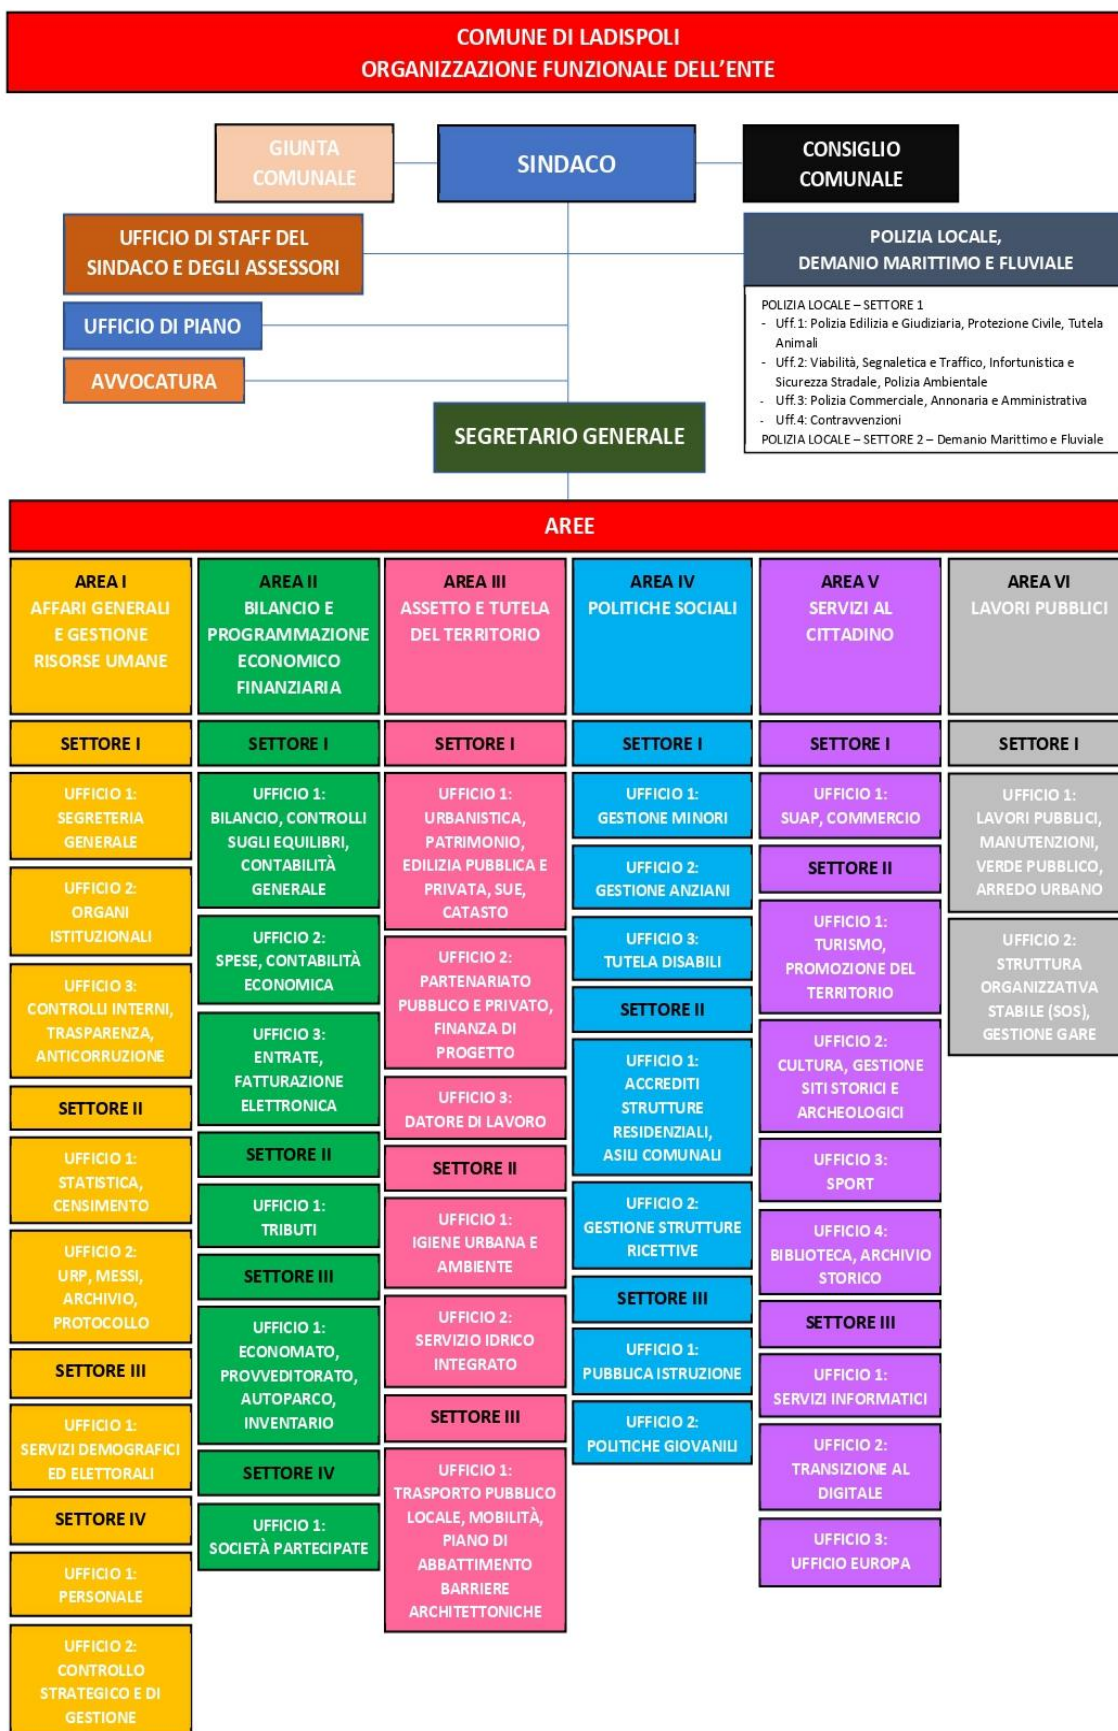 COMUNE DI LADISPOLI
ORGANIZZAZIONE FUNZIONALE DELL'ENTE
GIUNTA
COMUNALE
SINDACO
CONSIGLIO
COMUNALE
UFFICIO DI STAFF DEL
SINDACO E DEGLI ASSESSORI
POLIZIA LOCALE,
DEMANIO MARITTIMO E FLUVIALE
UFFICIO DI PIANO
AVVOCATURA
POLIZIA LOCALE – SETTORE 1
- Uff.1: Polizia Edilizia e Giudiziaria, Protezione Civile, Tutela
Animali
- Uff.2: Viabilità, Segnaletica e Traffico, Infortunistica e
Sicurezza Stradale, Polizia Ambientale
- Uff.3: Polizia Commerciale, Annonaria e Amministrativa
- Uff.4: Contravvenzioni
POLIZIA LOCALE – SETTORE 2 – Demanio Marittimo e Fluviale
SEGRETARIO GENERALE
AREE
AREA I
AFFARI GENERALI
E GESTIONE
RISORSE UMANE
SETTORE I
UFFICIO 1:
SEGRETERIA
GENERALE
UFFICIO 2:
ORGANI
ISTITUZIONALI
UFFICIO 3:
CONTROLLI INTERNI,
TRASPARENZA,
ANTICORRUZIONE
SETTORE II
UFFICIO 1:
STATISTICA,
CENSIMENTO
UFFICIO 2:
URP, MESSI,
ARCHIVIO,
PROTOCOLLO
SETTORE III
UFFICIO 1:
SERVIZI DEMOGRAFICI
ED ELETTORALI
SETTORE IV
UFFICIO 1:
PERSONALE
UFFICIO 2:
CONTROLLO
STRATEGICO E DI
GESTIONE
AREA II
BILANCIO E
PROGRAMMAZIONE
ECONOMICO
FINANZIARIA
SETTORE I
UFFICIO 1:
BILANCIO, CONTROLLI
SUGLI EQUILIBRI,
CONTABILITÀ
GENERALE
UFFICIO 2:
SPESE, CONTABILITÀ
ECONOMICA
UFFICIO 3:
ENTRATE,
FATTURAZIONE
ELETTRONICA
SETTORE II
UFFICIO 1:
TRIBUTI
SETTORE III
UFFICIO 1:
ECONOMATO,
PROVVEDITORATO,
AUTOPARCO,
INVENTARIO
SETTORE IV
UFFICIO 1:
SOCIETÀ PARTECIPATE
AREA III
ASSETTO E TUTELA
DEL TERRITORIO
SETTORE I
UFFICIO 1:
URBANISTICA,
PATRIMONIO,
EDILIZIA PUBBLICA E
PRIVATA, SUE,
CATASTO
UFFICIO 2:
PARTENARIATO
PUBBLICO E PRIVATO,
FINANZA DI
PROGETTO
UFFICIO 3:
DATORE DI LAVORO
SETTORE II
UFFICIO 1:
IGIENE URBANA E
AMBIENTE
UFFICIO 2:
SERVIZIO IDRICO
INTEGRATO
SETTORE III
UFFICIO 1:
TRASPORTO PUBBLICO
LOCALE, MOBILITÀ,
PIANO DI
ABBATTIMENTO
BARRIERE
ARCHITETTONICHE
AREA IV
POLITICHE SOCIALI
SETTORE I
UFFICIO 1:
GESTIONE MINORI
UFFICIO 2:
GESTIONE ANZIANI
UFFICIO 3:
TUTELA DISABILI
SETTORE II
UFFICIO 1:
ACCREDITI
STRUTTURE
RESIDENZIALI,
ASILI COMUNALI
UFFICIO 2:
GESTIONE STRUTTURE
RICETTIVE
SETTORE III
UFFICIO 1:
PUBBLICA ISTRUZIONE
UFFICIO 2:
POLITICHE GIOVANILI
AREA V
SERVIZI AL
CITTADINO
SETTORE I
UFFICIO 1:
SUAP, COMMERCIO
SETTORE II
UFFICIO 1:
TURISMO,
PROMOZIONE DEL
TERRITORIO
UFFICIO 2:
CULTURA, GESTIONE
SITI STORICI E
ARCHEOLOGICI
UFFICIO 3:
SPORT
UFFICIO 4:
BIBLIOTECA, ARCHIVIO
STORICO
SETTORE III
UFFICIO 1:
SERVIZI INFORMATICI
UFFICIO 2:
TRANSIZIONE AL
DIGITALE
UFFICIO 3:
UFFICIO EUROPA
AREA VI
LAVORI PUBBLICI
SETTORE I
UFFICIO 1:
LAVORI PUBBLICI,
MANUTENZIONI,
VERDE PUBBLICO,
ARREDO URBANO
UFFICIO 2:
STRUTTURA
ORGANIZZATIVA
STABILE (SOS),
GESTIONE GARE